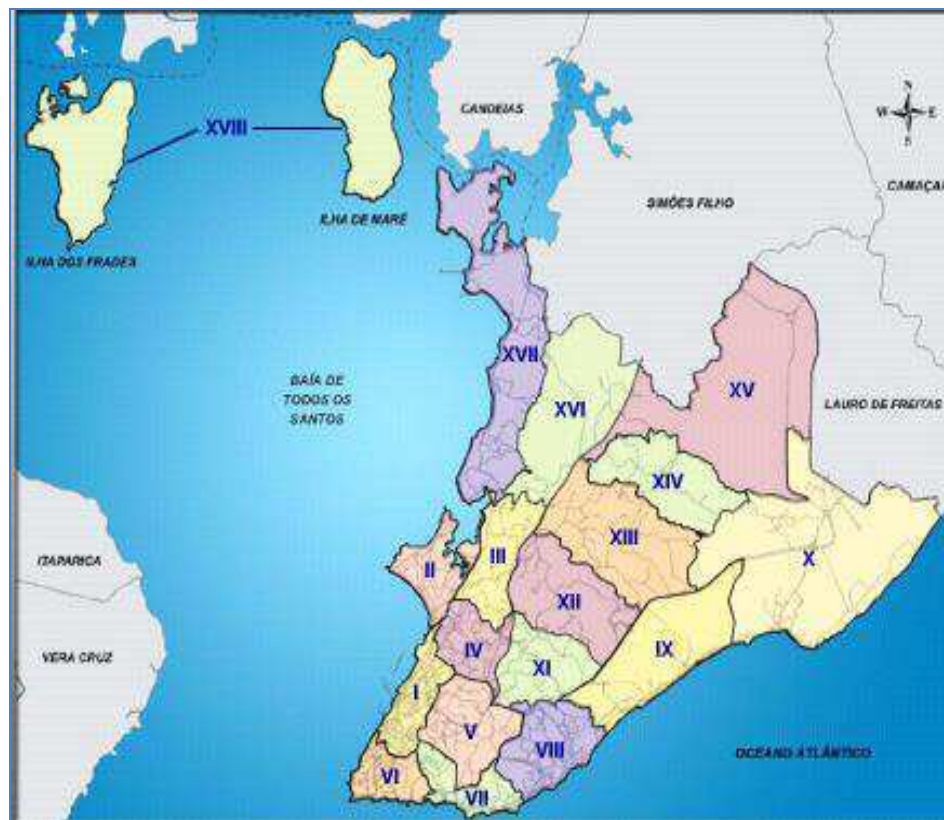 N
W E
S
CANDEIAS
XVIII
CAMAÇAR
SIMÕES FILHO
ILHA DE MARÉ
ILHA DOS FRADES
XVII
XV
BAÍA DE
TODOS OS
SANTOS
XVI
LAURO DE FREITAS
XIV
XIII
III
X
ITAPARICA
II
XII
VERA CRUZ
IV
IX
XI
I
V
VIII
OCEANO ATLÂNTICO
VI
VII